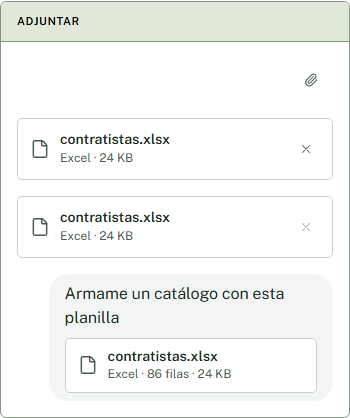 ADJUNTAR
contratistas.xlsx
Excel · 24 KB
contratistas.xlsx
Excel · 24 KB
Armame un catálogo con esta
planilla
contratistas.xlsx
Excel · 86 filas · 24 KB